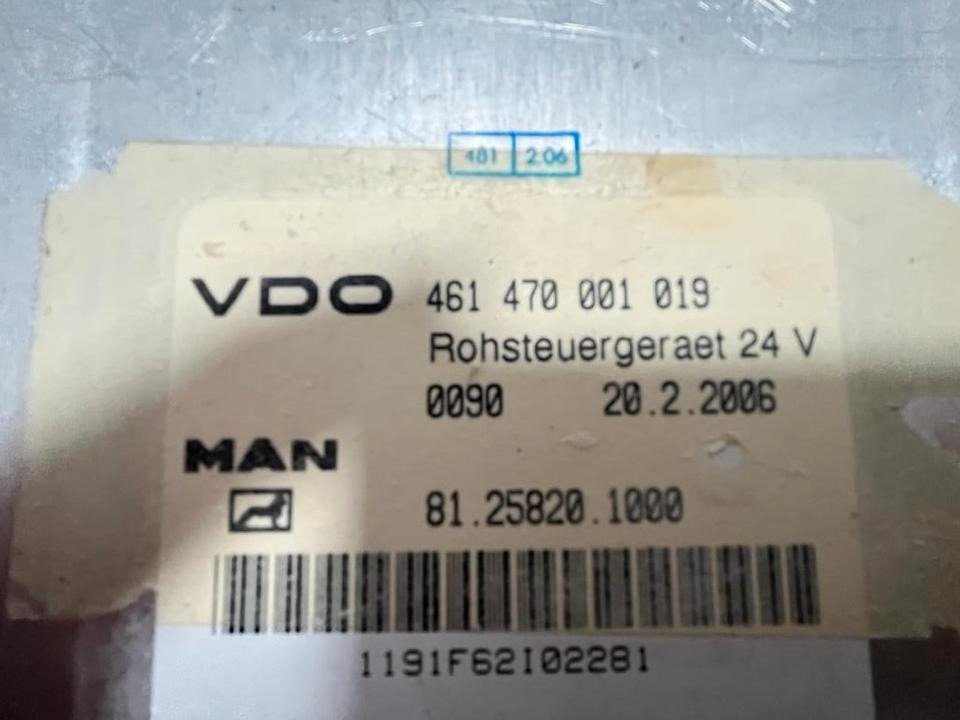 481 2.06
VDO 461 470 001 019
Rohsteuergeraet 24 V
0090 20.2.2006
MAN
81.25820.1000
1191F62I02281